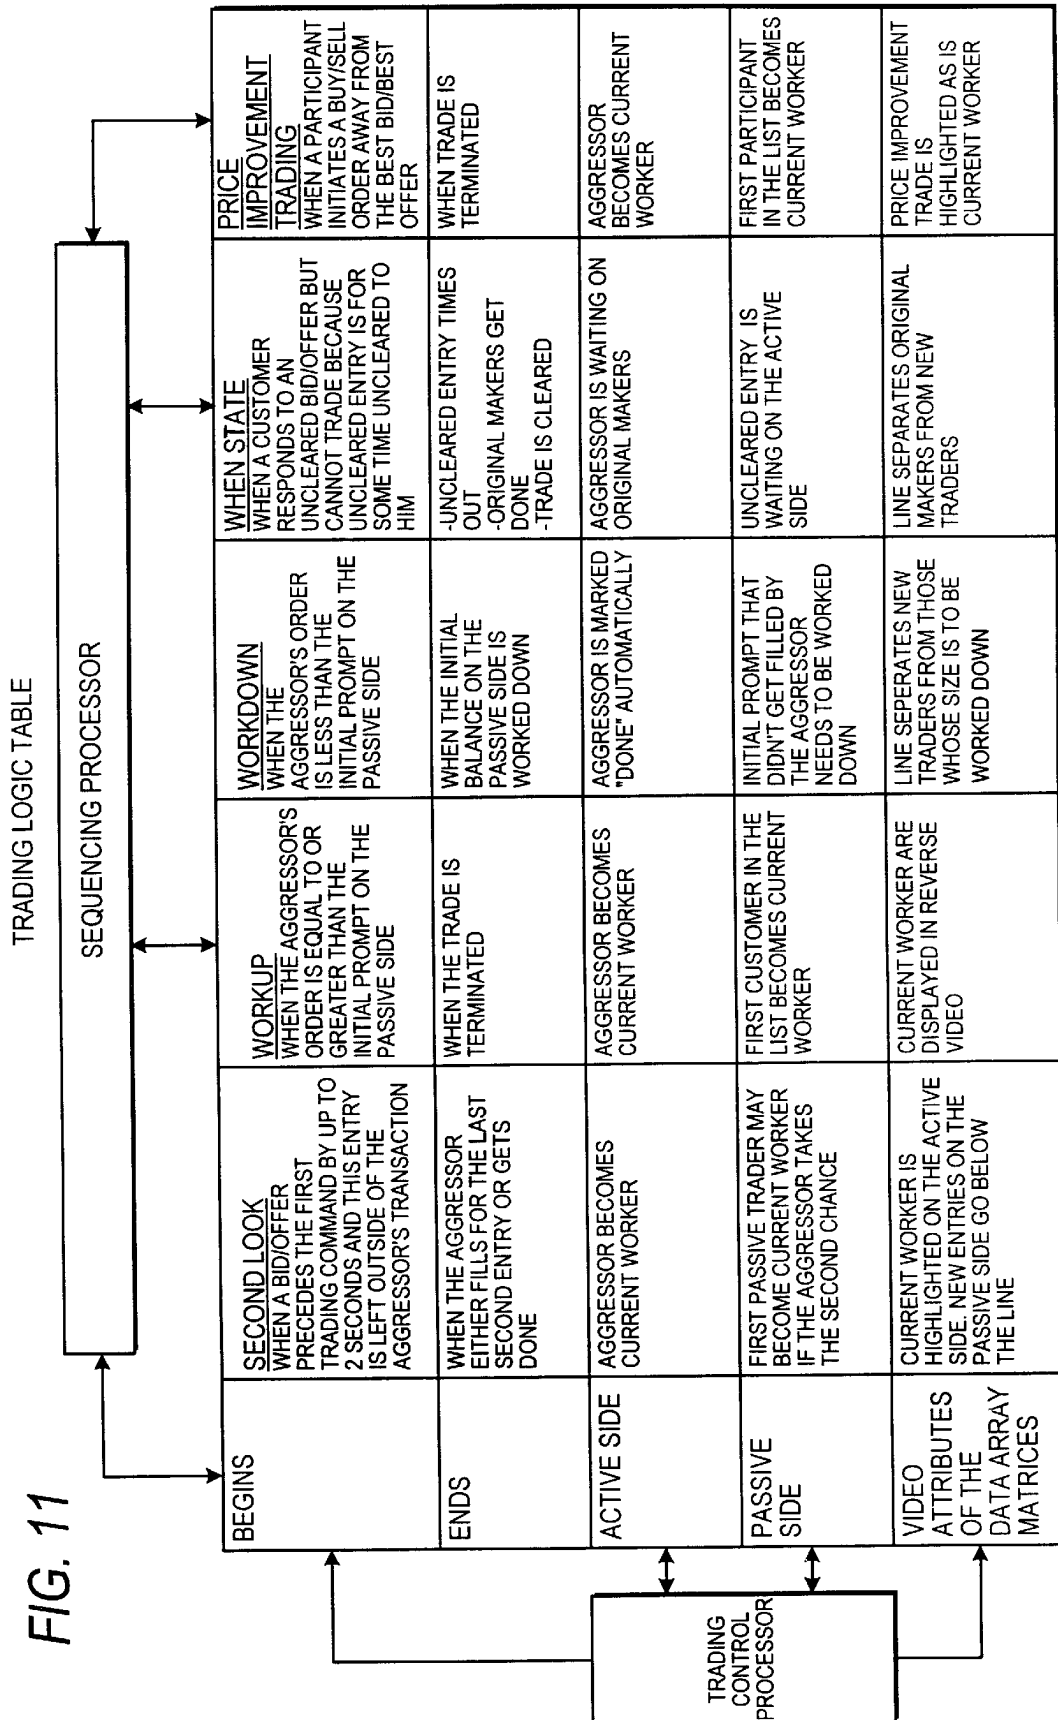 FIG. 11
TRADING LOGIC TABLE
SEQUENCING PROCESSOR
TRADING
CONTROL
PROCESSOR
BEGINS
SECOND LOOK
WHEN A BID/OFFER
PRECEDES THE FIRST
TRADING COMMAND BY UP TO
2 SECONDS AND THIS ENTRY
IS LEFT OUTSIDE OF THE
AGGRESSOR'S TRANSACTION
WORKUP
WHEN THE AGGRESSOR'S
ORDER IS EQUAL TO OR
GREATER THAN THE
INITIAL PROMPT ON THE
PASSIVE SIDE
WORKDOWN
WHEN THE
AGGRESSOR'S ORDER
IS LESS THAN THE
INITIAL PROMPT ON THE
PASSIVE SIDE
WHEN STATE
WHEN A CUSTOMER
RESPONDS TO AN
UNCLEARED BID/OFFER BUT
CANNOT TRADE BECAUSE
UNCLEARED ENTRY IS FOR
SOME TIME UNCLEARED TO
HIM
PRICE
IMPROVEMENT
TRADING
WHEN A PARTICIPANT
INITIATES A BUY/SELL
ORDER AWAY FROM
THE BEST BID/BEST
OFFER
ENDS
WHEN THE AGGRESSOR
EITHER FILLS FOR THE LAST
SECOND ENTRY OR GETS
DONE
WHEN THE TRADE IS
TERMINATED
WHEN THE INITIAL
BALANCE ON THE
PASSIVE SIDE IS
WORKED DOWN
-UNCLEARED ENTRY TIMES
OUT
-ORIGINAL MAKERS GET
DONE
-TRADE IS CLEARED
WHEN TRADE IS
TERMINATED
ACTIVE SIDE
AGGRESSOR BECOMES
CURRENT WORKER
AGGRESSOR BECOMES
CURRENT WORKER
AGGRESSOR IS MARKED
"DONE" AUTOMATICALLY
AGGRESSOR IS WAITING ON
ORIGINAL MAKERS
AGGRESSOR
BECOMES CURRENT
WORKER
PASSIVE
SIDE
FIRST PASSIVE TRADER MAY
BECOME CURRENT WORKER
IF THE AGGRESSOR TAKES
THE SECOND CHANCE
FIRST CUSTOMER IN THE
LIST BECOMES CURRENT
WORKER
INITIAL PROMPT THAT
DIDN'T GET FILLED BY
THE AGGRESSOR
NEEDS TO BE WORKED
DOWN
UNCLEARED ENTRY IS
WAITING ON THE ACTIVE
SIDE
FIRST PARTICIPANT
IN THE LIST BECOMES
CURRENT WORKER
VIDEO
ATTRIBUTES
OF THE
DATA ARRAY
MATRICES
CURRENT WORKER IS
HIGHLIGHTED ON THE ACTIVE
SIDE. NEW ENTRIES ON THE
PASSIVE SIDE GO BELOW
THE LINE
CURRENT WORKER ARE
DISPLAYED IN REVERSE
VIDEO
LINE SEPERATES NEW
TRADERS FROM THOSE
WHOSE SIZE IS TO BE
WORKED DOWN
LINE SEPARATES ORIGINAL
MAKERS FROM NEW
TRADERS
PRICE IMPROVEMENT
TRADE IS
HIGHLIGHTED AS IS
CURRENT WORKER